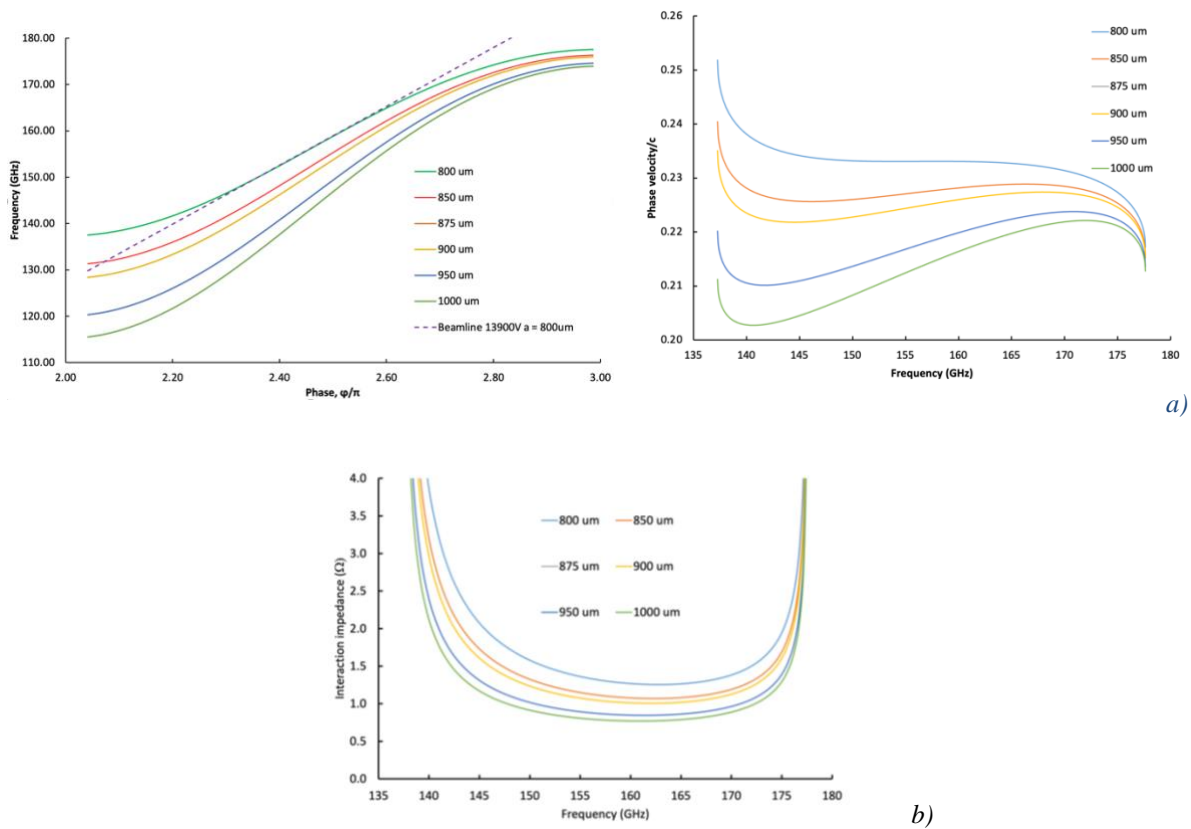 180.00
170.00
160.00
150.00
140.00
130.00
120.00
110.00
Frequency (GHz)
2.00 2.20 2.40 2.60 2.80 3.00
Phase, φ/π
800 um
850 um
875 um
900 um
950 um
1000 um
Beamline 13900V a = 800um
0.26
0.25
0.24
0.23
0.22
0.21
0.20
Phase velocity/c
135 140 145 150 155 160 165 170 175 180
Frequency (GHz)
800 um
850 um
875 um
900 um
950 um
1000 um
a)
4.0
3.5
3.0
2.5
2.0
1.5
1.0
0.5
0.0
Interaction impedance (Ω)
135 140 145 150 155 160 165 170 175 180
Frequency (GHz)
800 um 850 um
875 um 900 um
950 um 1000 um
b)